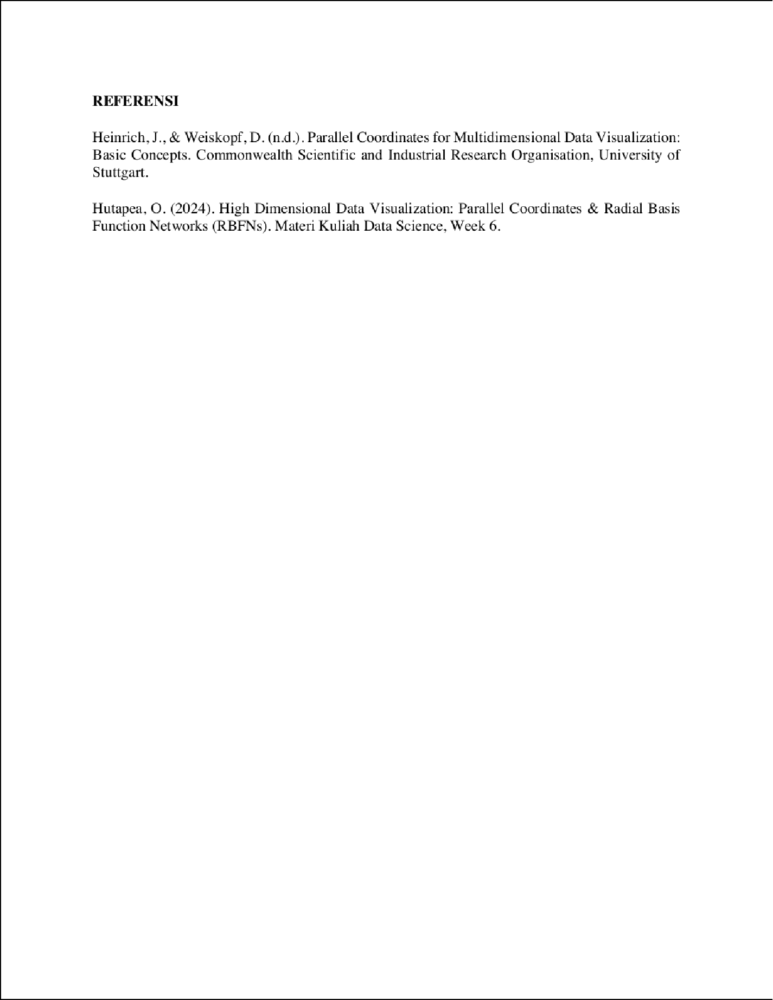 REFERENSI
Heinrich, J., & Weiskopf, D. (n.d.). Parallel Coordinates for Multidimensional Data Visualization:
Basic Concepts. Commonwealth Scientific and Industrial Research Organisation, University of
Stuttgart.
Hutapea, O. (2024). High Dimensional Data Visualization: Parallel Coordinates & Radial Basis
Function Networks (RBFNs). Materi Kuliah Data Science, Week 6.